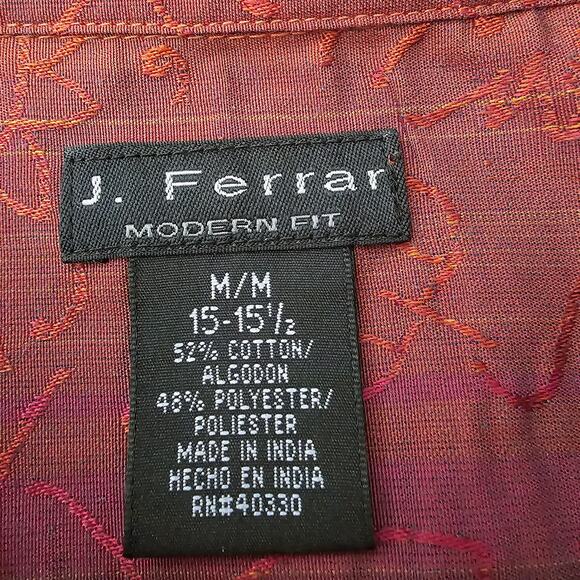 J. Ferrar
MODERN FIT
M/M
15-15½
52% COTTON/
ALGODON
48% POLYESTER/
POLIESTER
MADE IN INDIA
HECHO EN INDIA
RN#40330